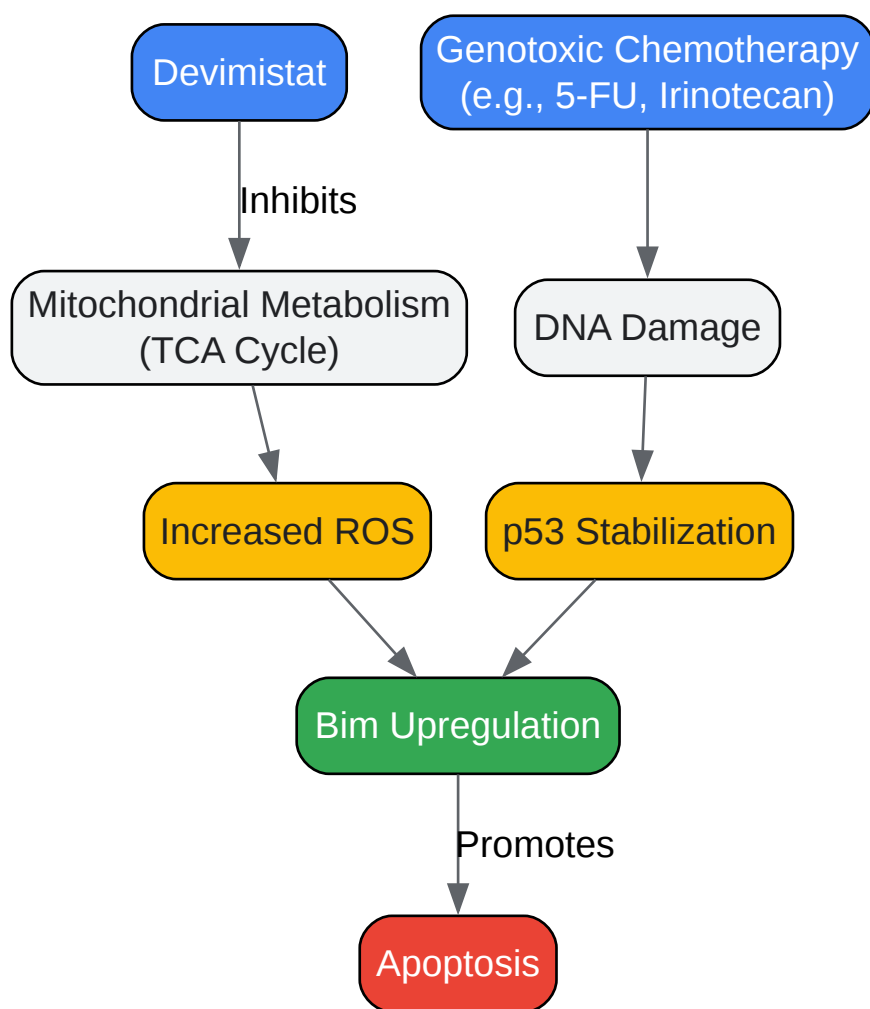 Devimistat
Genotoxic Chemotherapy
(e.g., 5-FU, Irinotecan)
Inhibits
Mitochondrial Metabolism
(TCA Cycle)
DNA Damage
Increased ROS
p53 Stabilization
Bim Upregulation
Promotes
Apoptosis